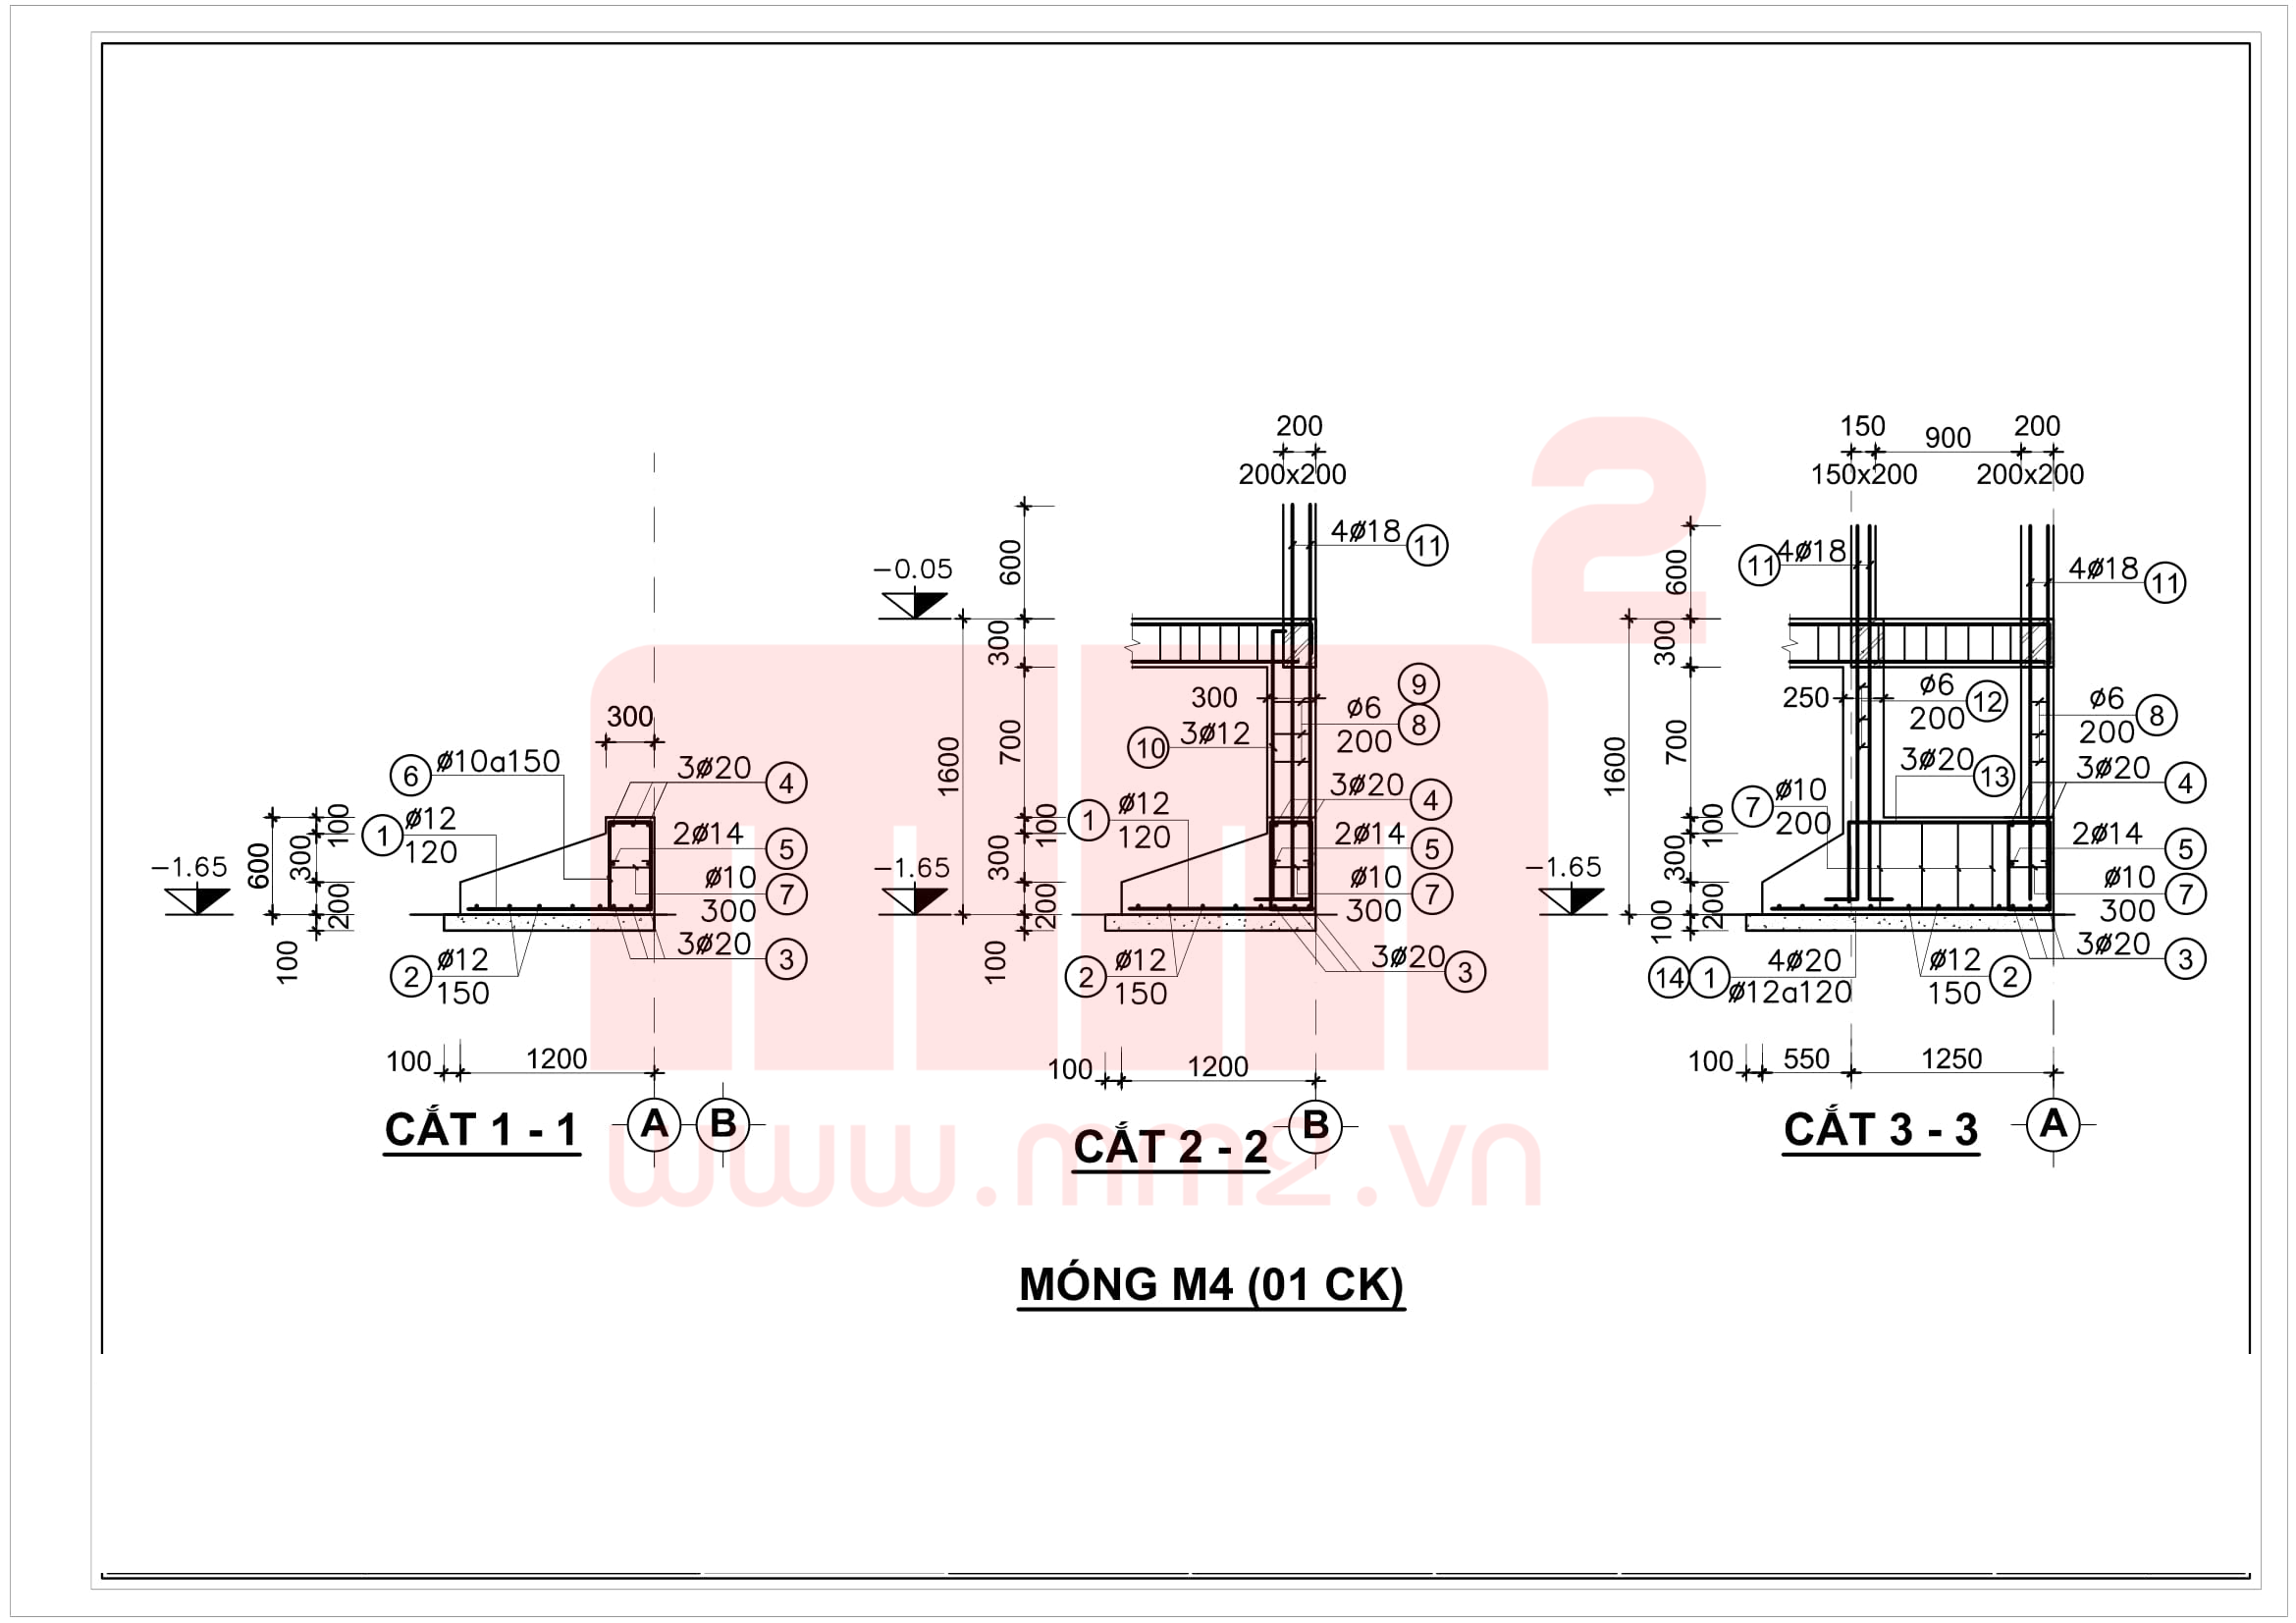 300
⑥ ø10a150
3ø20 ④
① ø12
120
2ø14 ⑤
ø10 ⑦
300
3ø20 ③
② ø12
150
600
100
300
200
100
-1.65
100
1200
CẮT 1 - 1
A
B
200
200x200
4ø18 ⑪
-0.05
600
300
700
1600
100
300
200
100
300
⑨
ø6 ⑧
200
⑩ 3ø12
3ø20 ④
① ø12
120
2ø14 ⑤
ø10 ⑦
300
3ø20 ③
② ø12
150
-1.65
100
1200
CẮT 2 - 2
B
150
900
200
150x200
200x200
⑪ 4ø18
4ø18 ⑪
600
300
700
1600
100
300
200
100
250
ø6 ⑫
200
ø6 ⑧
200
3ø20 ⑬
3ø20 ④
⑦ ø10
200
2ø14 ⑤
ø10 ⑦
300
3ø20 ③
-1.65
⑭ ① 4ø20
ø12a120
ø12 ②
150
100
550
1250
CẮT 3 - 3
A
mm2
www.mm2.vn
MÓNG M4 (01 CK)